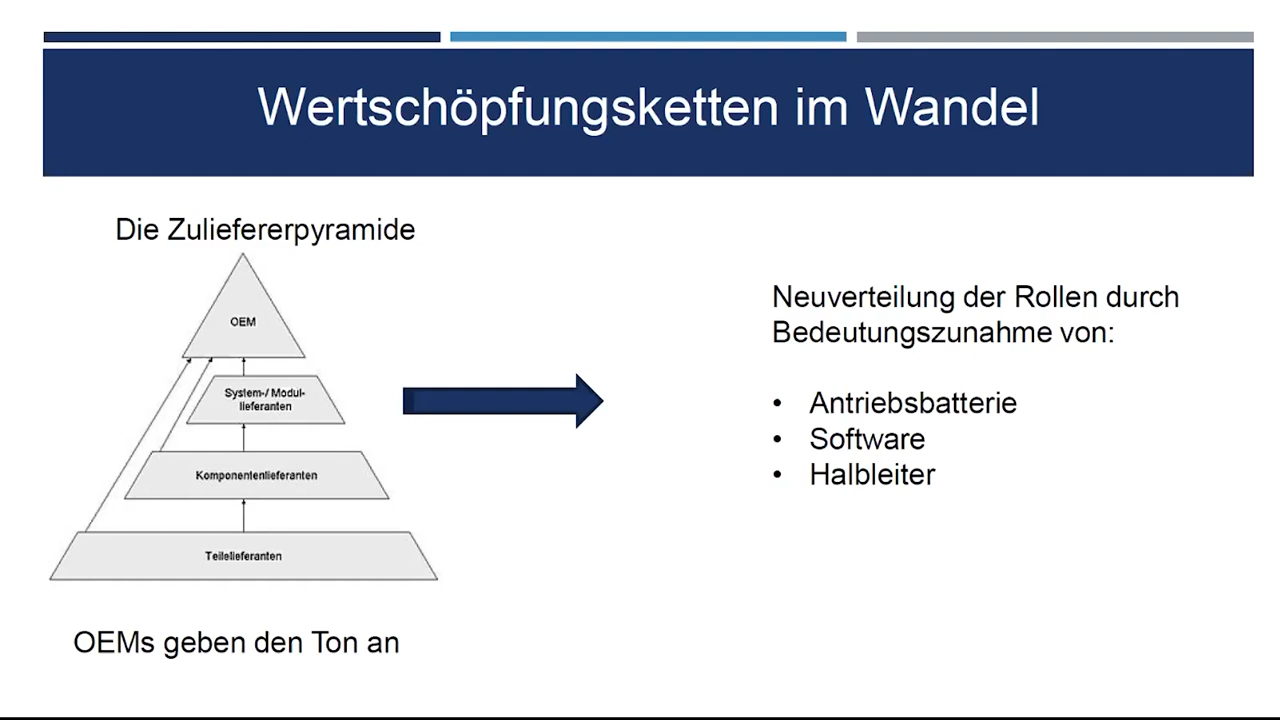 Wertschöpfungsketten im Wandel
Die Zuliefererpyramide
OEM
System-/ Modul-
lieferanten
Komponentenlieferanten
Teilelieferanten
OEMs geben den Ton an
Neuverteilung der Rollen durch
Bedeutungszunahme von:
• Antriebsbatterie
• Software
• Halbleiter